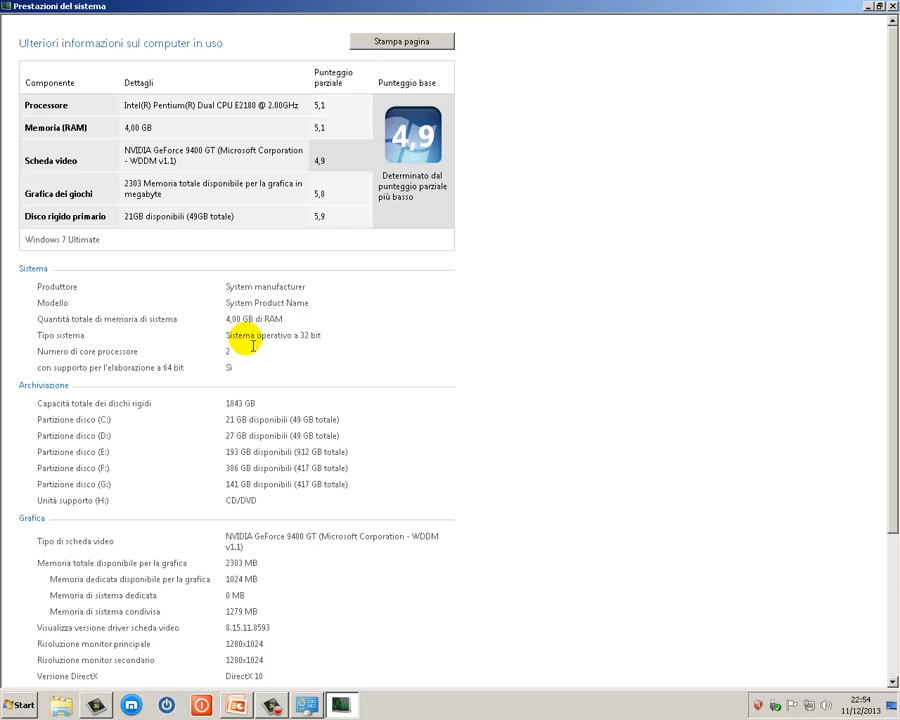 Prestazioni del sistema
Ulteriori informazioni sul computer in uso
Stampa pagina
Componente Dettagli Punteggio parziale Punteggio base
Processore Intel(R) Pentium(R) Dual CPU E2180 @ 2.00GHz 5,1
Memoria (RAM) 4,00 GB 5,1
Scheda video NVIDIA GeForce 9400 GT (Microsoft Corporation - WDDM v1.1) 4,9
Grafica dei giochi 2303 Memoria totale disponibile per la grafica in megabyte 5,8
Disco rigido primario 21GB disponibili (49GB totale) 5,9
4,9
Determinato dal
punteggio parziale
più basso
Windows 7 Ultimate
Sistema
Produttore System manufacturer
Modello System Product Name
Quantità totale di memoria di sistema 4,00 GB di RAM
Tipo sistema Sistema operativo a 32 bit
Numero di core processore 2
con supporto per l'elaborazione a 64 bit Sì
Archiviazione
Capacità totale dei dischi rigidi 1843 GB
Partizione disco (C:) 21 GB disponibili (49 GB totale)
Partizione disco (D:) 27 GB disponibili (49 GB totale)
Partizione disco (E:) 193 GB disponibili (912 GB totale)
Partizione disco (F:) 386 GB disponibili (417 GB totale)
Partizione disco (G:) 141 GB disponibili (417 GB totale)
Unità supporto (H:) CD/DVD
Grafica
Tipo di scheda video NVIDIA GeForce 9400 GT (Microsoft Corporation - WDDM
v1.1)
Memoria totale disponibile per la grafica 2303 MB
Memoria dedicata disponibile per la grafica 1024 MB
Memoria di sistema dedicata 0 MB
Memoria di sistema condivisa 1279 MB
Visualizza versione driver scheda video 8.15.11.8593
Risoluzione monitor principale 1280x1024
Risoluzione monitor secondario 1280x1024
Versione DirectX DirectX 10
Start
22:54
11/12/2013